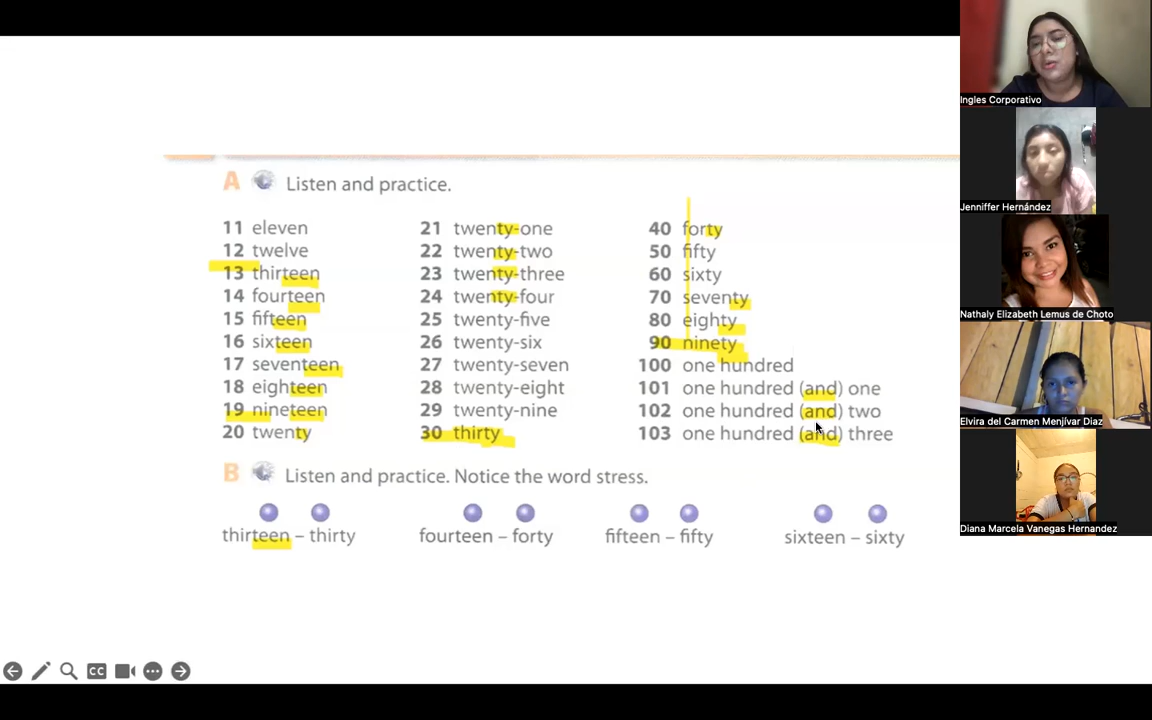 A Listen and practice.
11 eleven
12 twelve
13 thirteen
14 fourteen
15 fifteen
16 sixteen
17 seventeen
18 eighteen
19 nineteen
20 twenty
21 twenty-one
22 twenty-two
23 twenty-three
24 twenty-four
25 twenty-five
26 twenty-six
27 twenty-seven
28 twenty-eight
29 twenty-nine
30 thirty
40 forty
50 fifty
60 sixty
70 seventy
80 eighty
90 ninety
100 one hundred
101 one hundred (and) one
102 one hundred (and) two
103 one hundred (and) three
B Listen and practice. Notice the word stress.
thirteen – thirty fourteen – forty fifteen – fifty sixteen – sixty
CC
Ingles Corporativo
Jenniffer Hernández
Nathaly Elizabeth Lemus de Choto
Elvira del Carmen Menjívar Diaz
Diana Marcela Vanegas Hernandez